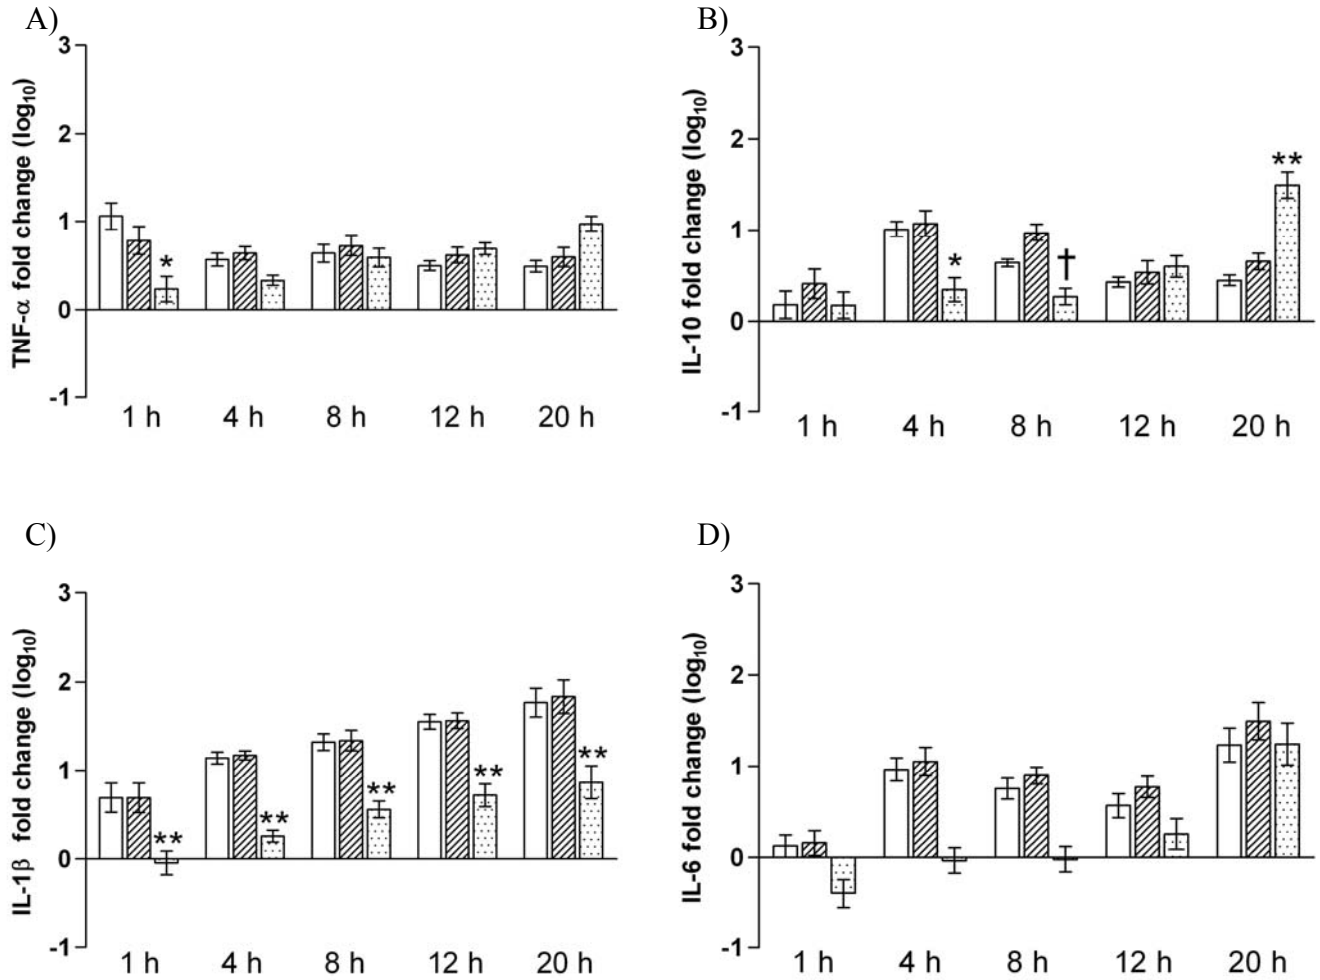 A)
TNF-α fold change (log₁₀)
3
2
1
0
-1
*
1 h 4 h 8 h 12 h 20 h
B)
IL-10 fold change (log₁₀)
3
2
1
0
-1
*
†
**
1 h 4 h 8 h 12 h 20 h
C)
IL-1β fold change (log₁₀)
3
2
1
0
-1
**
**
**
**
**
1 h 4 h 8 h 12 h 20 h
D)
IL-6 fold change (log₁₀)
3
2
1
0
-1
1 h 4 h 8 h 12 h 20 h